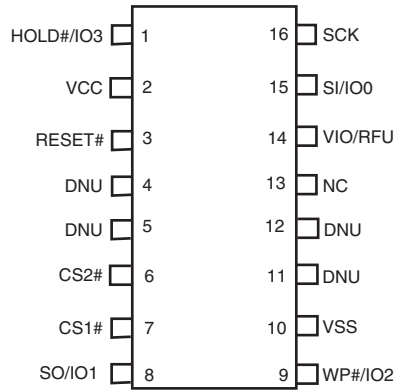 HOLD#/IO3 1 16 SCK
VCC 2 15 SI/IO0
RESET# 3 14 VIO/RFU
DNU 4 13 NC
DNU 5 12 DNU
CS2# 6 11 DNU
CS1# 7 10 VSS
SO/IO1 8 9 WP#/IO2